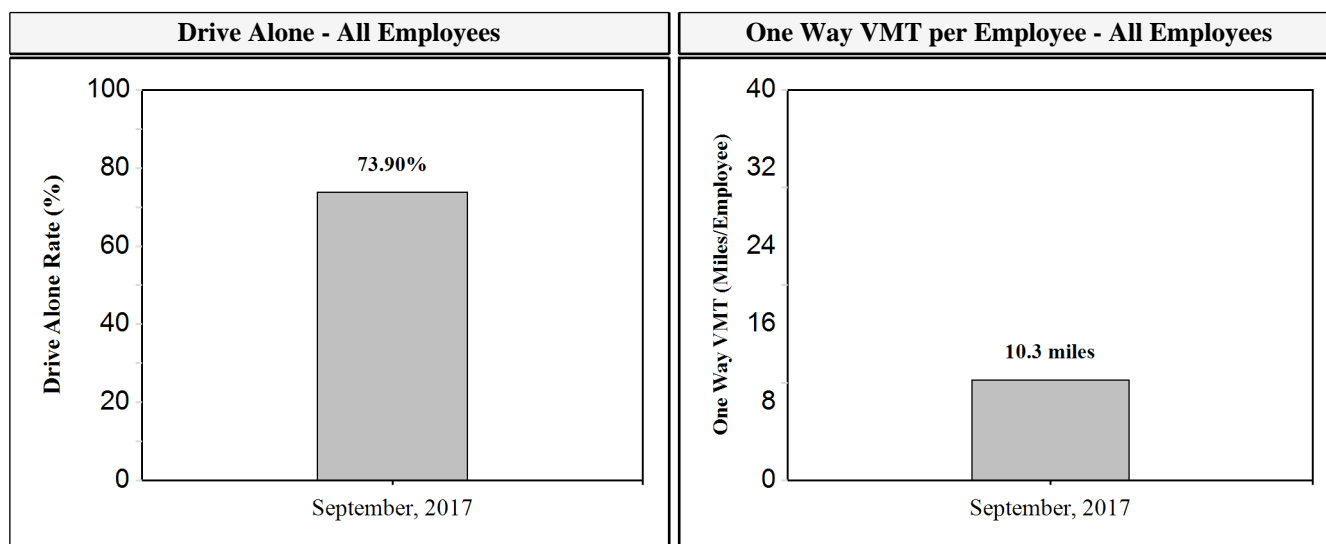 Drive Alone - All Employees
One Way VMT per Employee - All Employees
Drive Alone Rate (%)
100
80
60
40
20
0
73.90%
September, 2017
One Way VMT (Miles/Employee)
40
32
24
16
8
0
10.3 miles
September, 2017